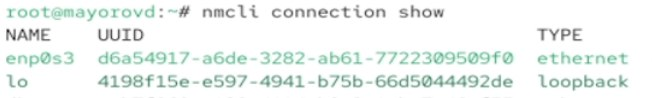 root@mayorovd:~# nmcli connection show
NAME UUID TYPE
enp0s3 d6a54917-a6de-3282-ab61-7722309509f0 ethernet
lo 4198f15e-e597-4941-b75b-66d5044492de loopback